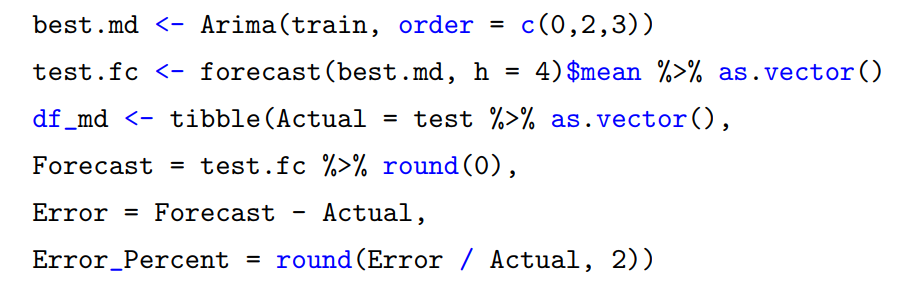 best.md <- Arima(train, order = c(0,2,3))
test.fc <- forecast(best.md, h = 4)$mean %>% as.vector()
df_md <- tibble(Actual = test %>% as.vector(),
Forecast = test.fc %>% round(0),
Error = Forecast - Actual,
Error_Percent = round(Error / Actual, 2))